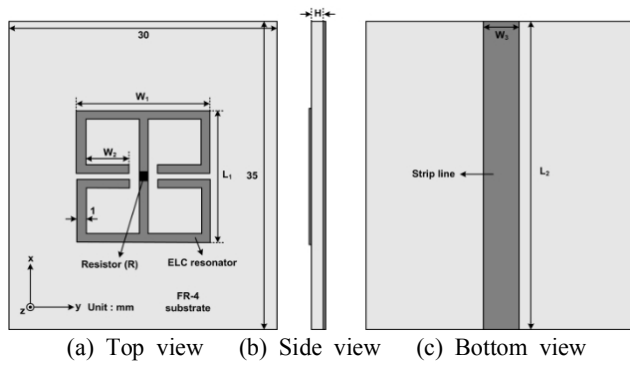 30
W1
W2
L1
35
1
Resistor (R)
ELC resonator
x
z
y
Unit : mm
FR-4
substrate
H
W3
Strip line
L2
(a) Top view
(b) Side view
(c) Bottom view